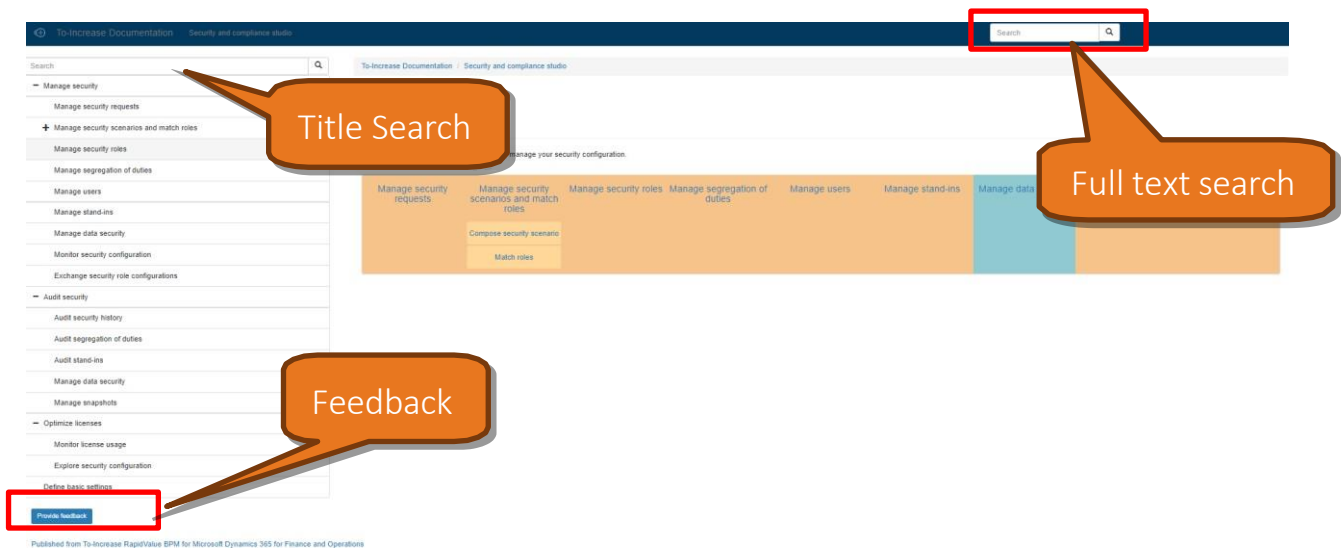 To-Increase Documentation Security and compliance studio
Search
Search
To-Increase Documentation / Security and compliance studio
Title Search
Full text search
Feedback
Manage security
Manage security requests
Manage security scenarios and match roles
Manage security roles
Manage segregation of duties
Manage users
Manage stand-ins
Manage data security
Monitor security configuration
Exchange security role configurations
Audit security
Audit security history
Audit segregation of duties
Audit stand-ins
Manage data security
Manage snapshots
Optimize licenses
Monitor license usage
Explore security configuration
Define basic settings
Provide feedback
manage your security configuration.
Manage security
requests
Manage security
scenarios and match
roles
Compose security scenario
Match roles
Manage security roles
Manage segregation of
duties
Manage users
Manage stand-ins
Manage data
Published from To-Increase RapidValue BPM for Microsoft Dynamics 365 for Finance and Operations